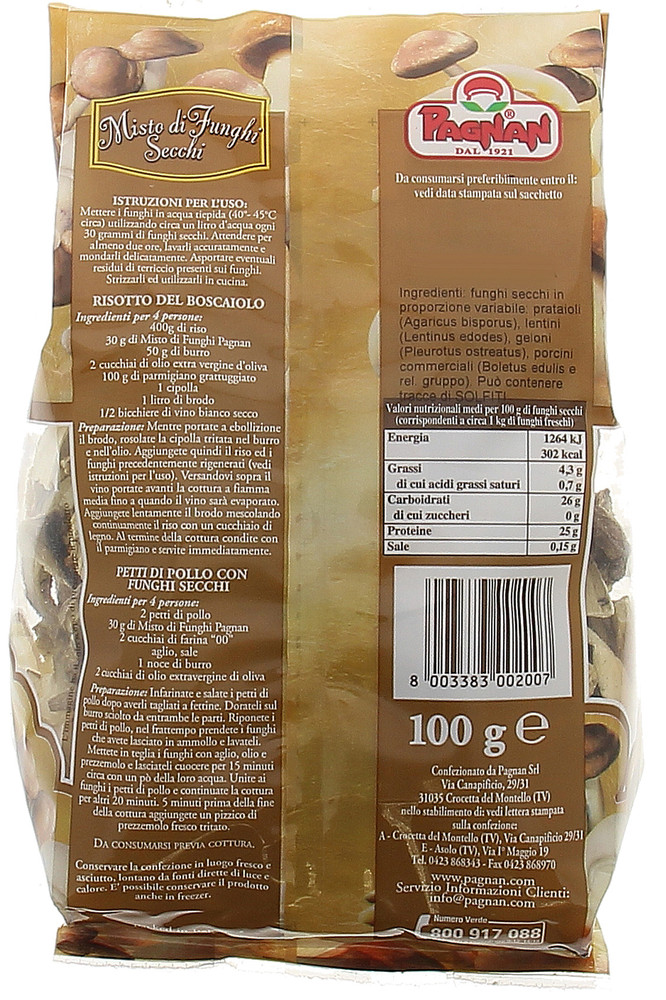 Misto di Funghi
Secchi
ISTRUZIONI PER L'USO:
Mettere i funghi in acqua tiepida (40°- 45°C
circa) utilizzando circa un litro d'acqua ogni
30 grammi di funghi secchi. Attendere per
almeno due ore, lavarli accuratamente e
mondarli delicatamente. Asportare eventuali
residui di terriccio presenti sui funghi.
Strizzarli ed utilizzarli in cucina.
RISOTTO DEL BOSCAIOLO
Ingredienti per 4 persone:
400g di riso
30 g di Misto di Funghi Pagnan
50 g di burro
2 cucchiai di olio extra vergine d'oliva
100 g di parmigiano grattuggiato
1 cipolla
1 litro di brodo
1/2 bicchiere di vino bianco secco
Preparazione: Mentre portate a ebollizione
il brodo, rosolate la cipolla tritata nel burro
e nell'olio. Aggiungete quindi il riso ed i
funghi precedentemente rigenerati (vedi
istruzioni per l'uso). Versandovi sopra il
vino portate avanti la cottura a fiamma
media fino a quando il vino sarà evaporato.
Aggiungete lentamente il brodo mescolando
continuamente il riso con un cucchiaio di
legno. Al termine della cottura condite con
il parmigiano e servite immediatamente.
PETTI DI POLLO CON
FUNGHI SECCHI
Ingredienti per 4 persone:
2 petti di pollo
30 g di Misto di Funghi Pagnan
2 cucchiai di farina "00"
aglio, sale
1 noce di burro
2 cucchiai di olio extravergine di oliva
Preparazione: Infarinate e salate i petti di
pollo dopo averli tagliati a fettine. Dorateli sul
burro sciolto da entrambe le parti. Riponete i
petti di pollo, nel frattempo prendete i funghi
che avete lasciato in ammollo e lavateli.
Mettete in teglia i funghi con aglio, olio e
prezzemolo e lasciateli cuocere per 15 minuti
circa con un pò della loro acqua. Unite ai
funghi i petti di pollo e continuate la cottura
per altri 20 minuti. 5 minuti prima della fine
della cottura aggiungete un pizzico di
prezzemolo fresco tritato.
DA CONSUMARSI PREVIA COTTURA.
Conservare la confezione in luogo fresco e
asciutto, lontano da fonti dirette di luce e
calore. E' possibile conservare il prodotto
anche in freezer.
PAGNAN®
DAL 1921
Da consumarsi preferibilmente entro il:
vedi data stampata sul sacchetto
Ingredienti: funghi secchi in
proporzione variabile: prataioli
(Agaricus bisporus), lentini
(Lentinus edodes), geloni
(Pleurotus ostreatus), porcini
commerciali (Boletus edulis e
rel. gruppo). Può contenere
tracce di SOLFITI
Valori nutrizionali medi per 100 g di funghi secchi
(corrispondenti a circa 1 kg di funghi freschi)
Energia 1264 kJ
302 kcal
Grassi 4,3 g
di cui acidi grassi saturi 0,7 g
Carboidrati 26 g
di cui zuccheri 0 g
Proteine 25 g
Sale 0,15 g
8 003383 002007
100 g e
Confezionato da Pagnan Srl
Via Canapificio, 29/31
31035 Crocetta del Montello (TV)
nello stabilimento di: vedi lettera stampata
sulla confezione:
A - Crocetta del Montello (TV), Via Canapificio 29/31
E - Asolo (TV), Via I° Maggio 19
Tel. 0423 868343 - Fax 0423 868970
www.pagnan.com
Servizio Informazioni Clienti:
info@pagnan.com
Numero Verde
800 917 088